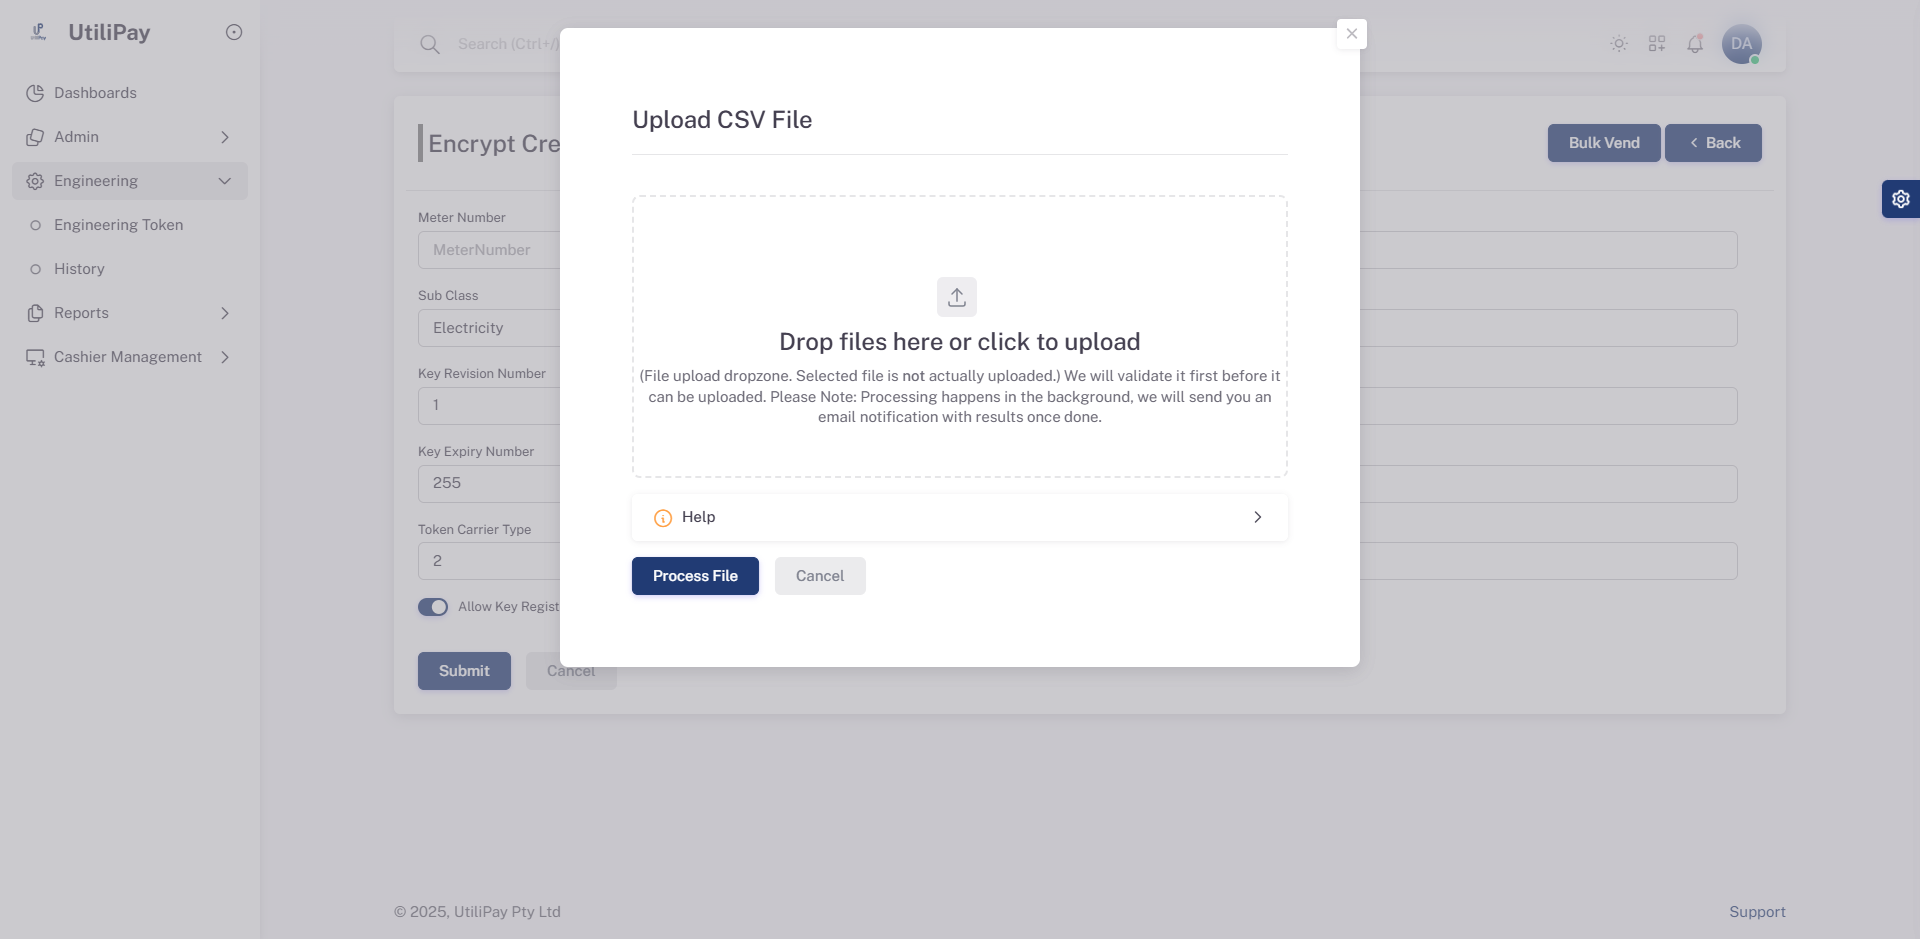 UtiliPay
Dashboards
Admin
Engineering
Engineering Token
History
Reports
Cashier Management
Search (Ctrl+/)
DA
Encrypt Cre
Bulk Vend
Back
Meter Number
MeterNumber
Sub Class
Electricity
Key Revision Number
1
Key Expiry Number
255
Token Carrier Type
2
Allow Key Regist
Submit
Cancel
Upload CSV File
Drop files here or click to upload
(File upload dropzone. Selected file is not actually uploaded.) We will validate it first before it
can be uploaded. Please Note: Processing happens in the background, we will send you an
email notification with results once done.
Help
Process File
Cancel
© 2025, UtiliPay Pty Ltd
Support